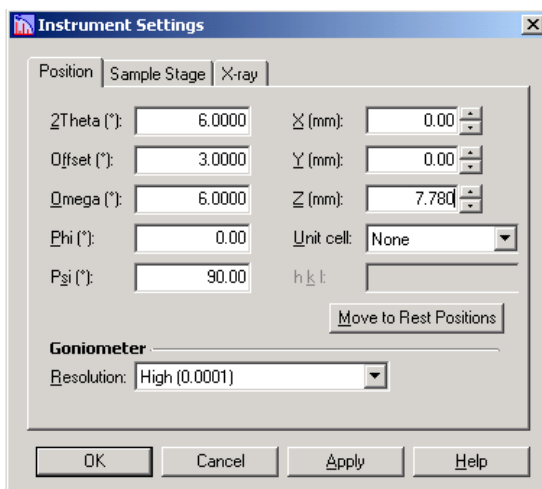 Instrument Settings
Position Sample Stage X-ray
2Theta (°): 6.0000 X (mm): 0.00
Offset (°): 3.0000 Y (mm): 0.00
Omega (°): 6.0000 Z (mm): 7.780
Phi (°): 0.00 Unit cell: None
Psi (°): 90.00 h k l:
Move to Rest Positions
Goniometer
Resolution: High (0.0001)
OK Cancel Apply Help